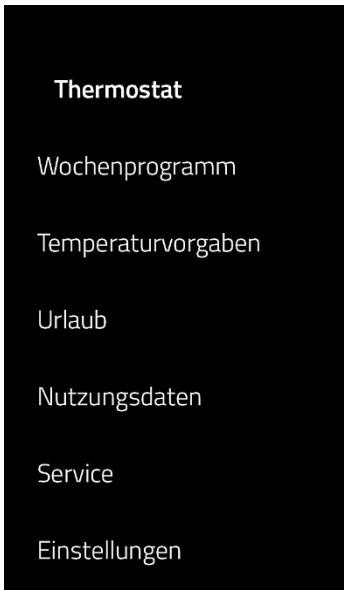 Thermostat
Wochenprogramm
Temperaturvorgaben
Urlaub
Nutzungsdaten
Service
Einstellungen